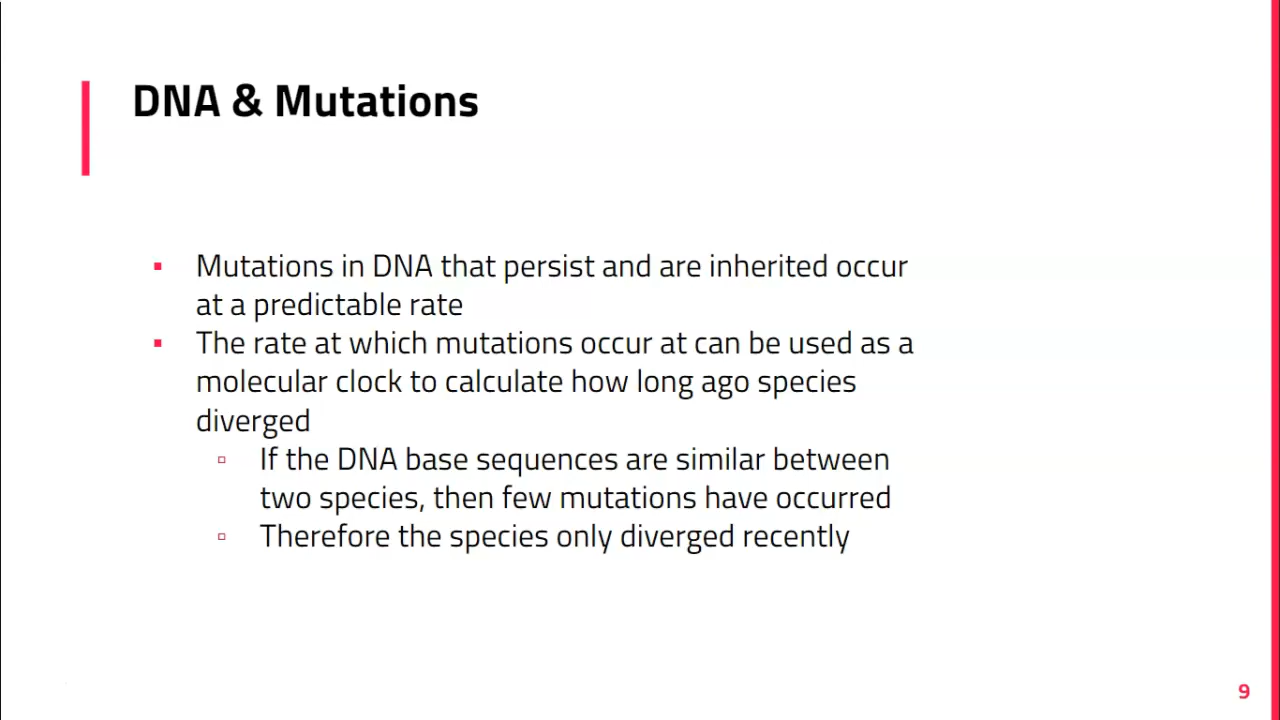 DNA & Mutations
Mutations in DNA that persist and are inherited occur
at a predictable rate
The rate at which mutations occur at can be used as a
molecular clock to calculate how long ago species
diverged
If the DNA base sequences are similar between
two species, then few mutations have occurred
Therefore the species only diverged recently
9